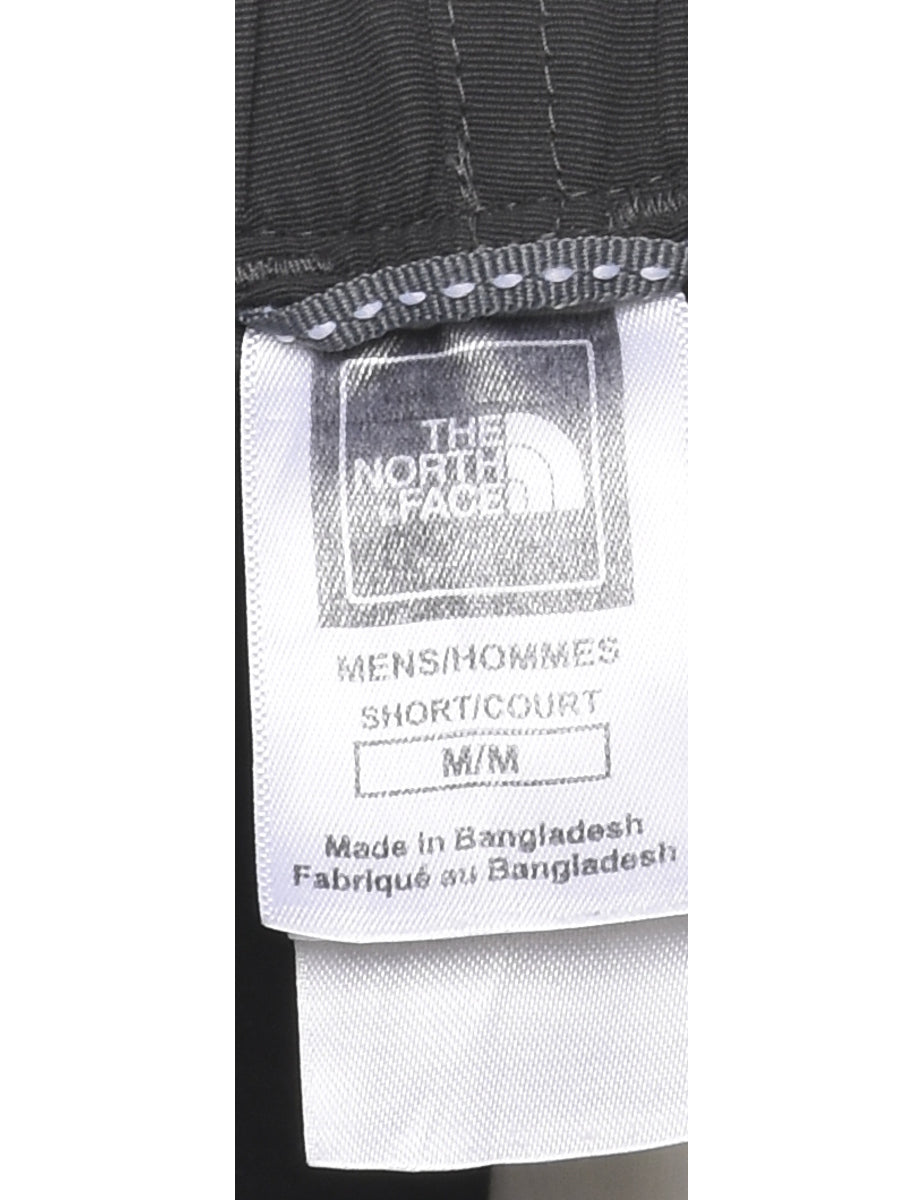 THE
NORTH
FACE
MENS/HOMMES
SHORT/COURT
M/M
Made in Bangladesh
Fabriqué au Bangladesh